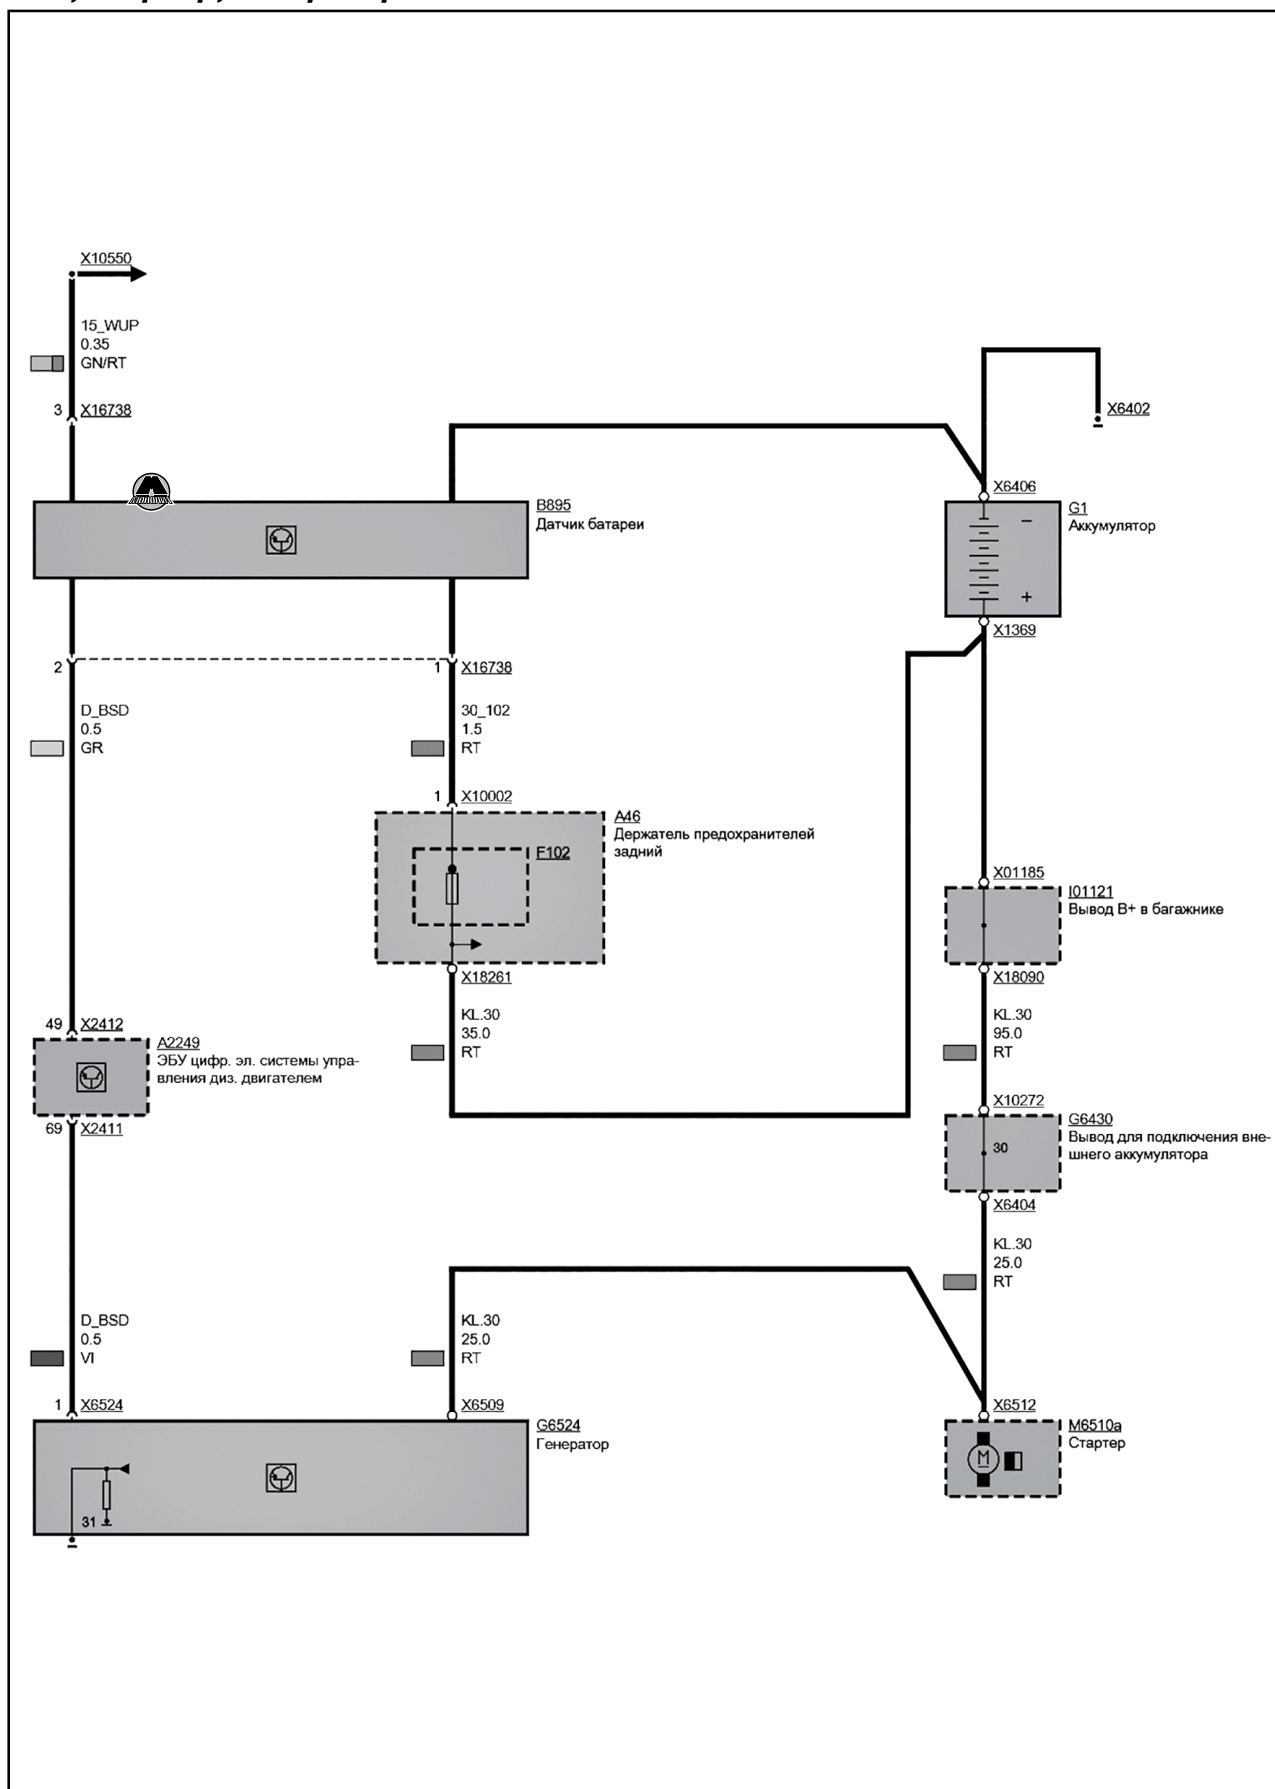 X10550
15_WUP
0.35
GN/RT
3 X16738
X6402
X6406
B895
Датчик батареи
G1
Аккумулятор
−
+
X1369
2
1 X16738
D_BSD
0.5
GR
30_102
1.5
RT
1 X10002
A46
Держатель предохранителей
задний
F102
X01185
I01121
Вывод B+ в багажнике
X18261
X18090
KL.30
35.0
RT
KL.30
95.0
RT
49 X2412
A2249
ЭБУ цифр. эл. системы упра-
вления диз. двигателем
69 X2411
X10272
G6430
Вывод для подключения вне-
шнего аккумулятора
30
X6404
KL.30
25.0
RT
D_BSD
0.5
VI
KL.30
25.0
RT
1 X6524
X6509
X6512
G6524
Генератор
M6510a
Стартер
M
31